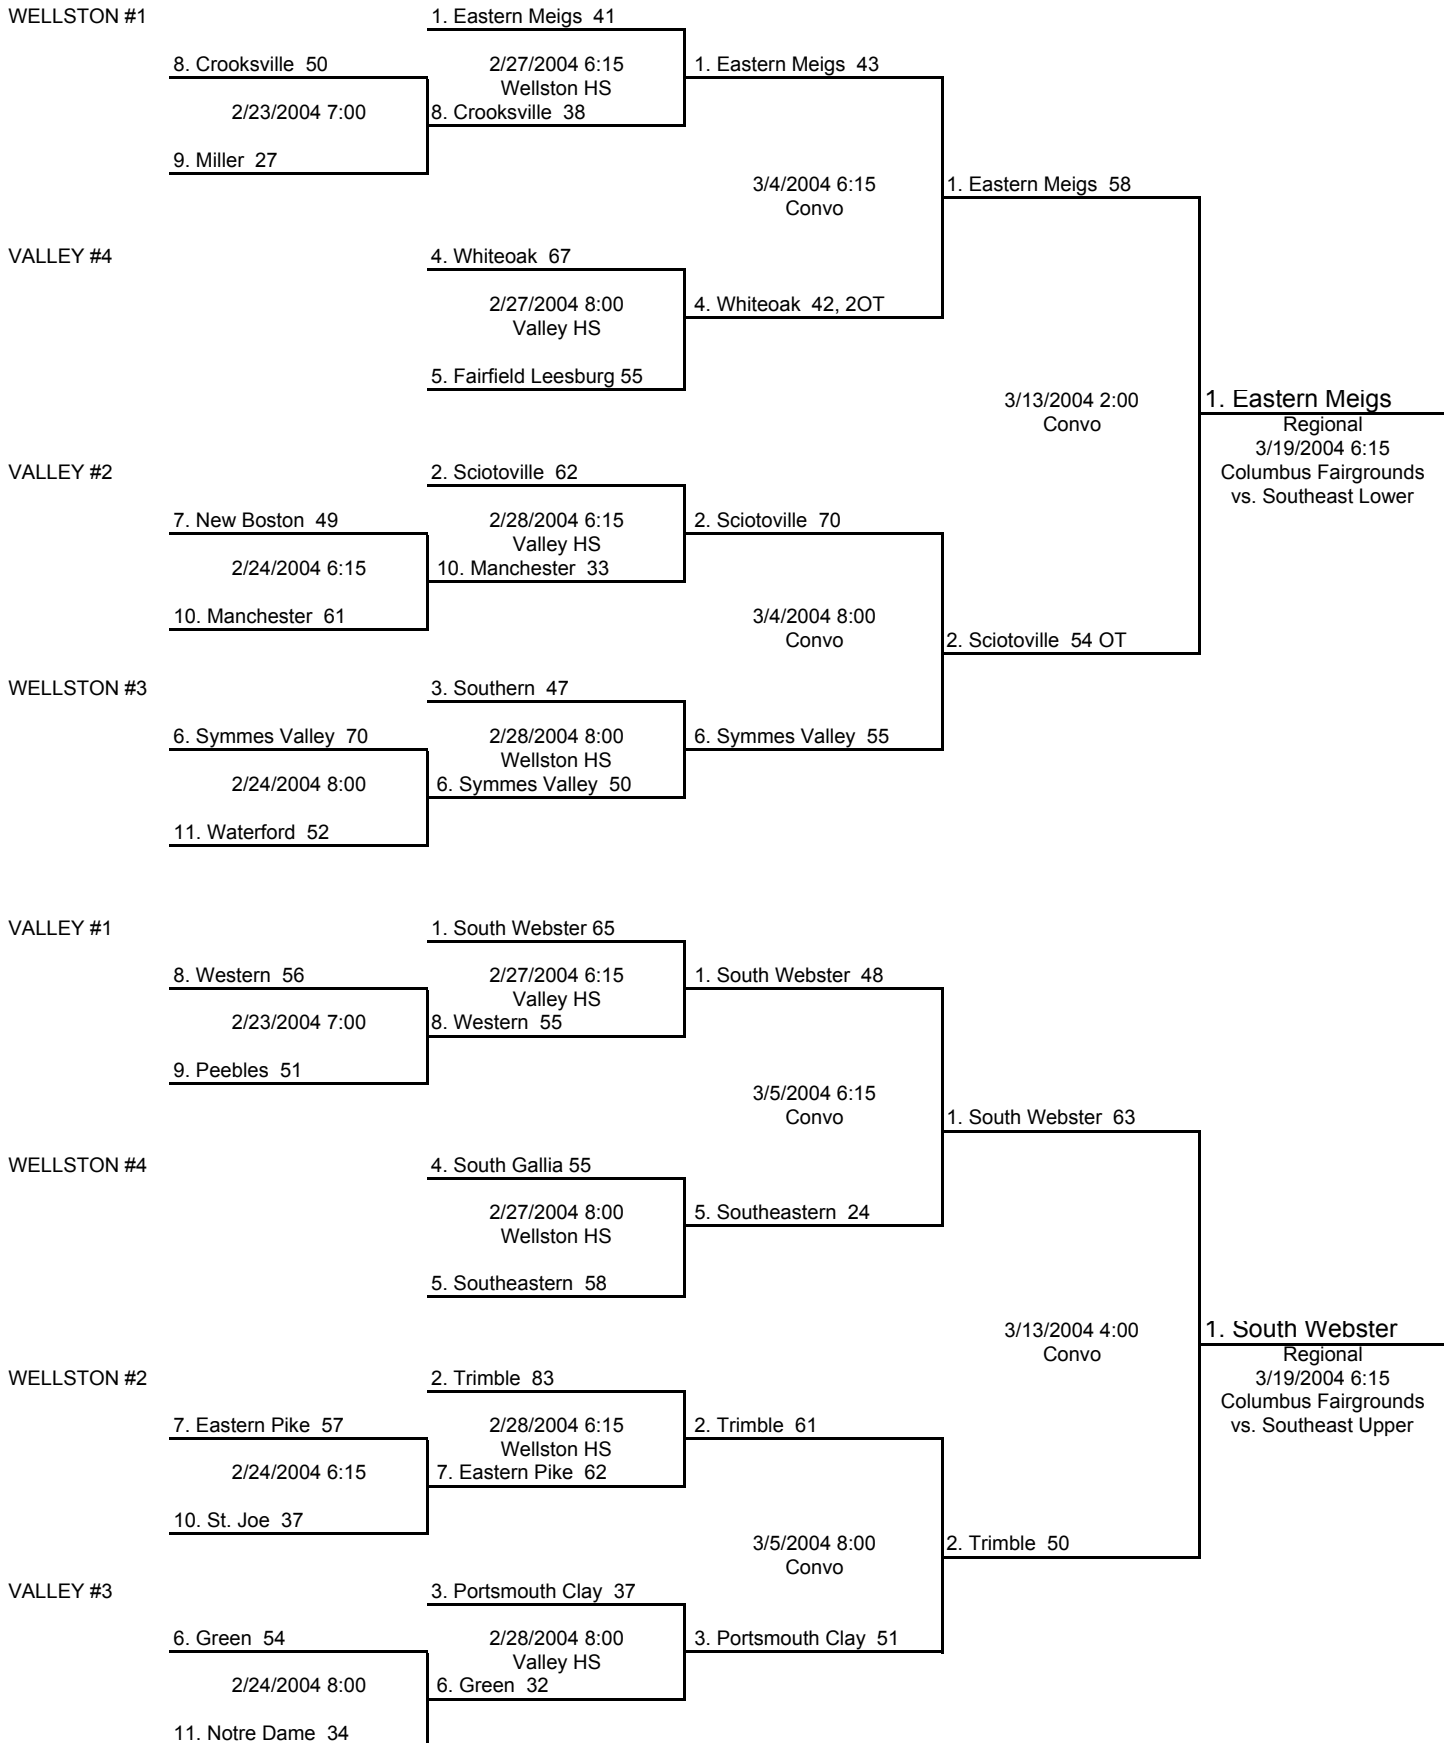 WELLSTON #1
1. Eastern Meigs 41
8. Crooksville 50
2/27/2004 6:15
1. Eastern Meigs 43
Wellston HS
2/23/2004 7:00
8. Crooksville 38
9. Miller 27
3/4/2004 6:15
1. Eastern Meigs 58
Convo
VALLEY #4
4. Whiteoak 67
2/27/2004 8:00
4. Whiteoak 42, 2OT
Valley HS
5. Fairfield Leesburg 55
3/13/2004 2:00
1. Eastern Meigs
Convo
Regional
3/19/2004 6:15
VALLEY #2
2. Sciotoville 62
Columbus Fairgrounds
vs. Southeast Lower
7. New Boston 49
2/28/2004 6:15
2. Sciotoville 70
Valley HS
2/24/2004 6:15
10. Manchester 33
10. Manchester 61
3/4/2004 8:00
Convo
2. Sciotoville 54 OT
WELLSTON #3
3. Southern 47
6. Symmes Valley 70
2/28/2004 8:00
6. Symmes Valley 55
Wellston HS
2/24/2004 8:00
6. Symmes Valley 50
11. Waterford 52
VALLEY #1
1. South Webster 65
8. Western 56
2/27/2004 6:15
1. South Webster 48
Valley HS
2/23/2004 7:00
8. Western 55
9. Peebles 51
3/5/2004 6:15
Convo
1. South Webster 63
WELLSTON #4
4. South Gallia 55
2/27/2004 8:00
5. Southeastern 24
Wellston HS
5. Southeastern 58
3/13/2004 4:00
1. South Webster
Convo
Regional
WELLSTON #2
2. Trimble 83
3/19/2004 6:15
Columbus Fairgrounds
7. Eastern Pike 57
2/28/2004 6:15
2. Trimble 61
vs. Southeast Upper
Wellston HS
2/24/2004 6:15
7. Eastern Pike 62
10. St. Joe 37
3/5/2004 8:00
2. Trimble 50
Convo
VALLEY #3
3. Portsmouth Clay 37
6. Green 54
2/28/2004 8:00
3. Portsmouth Clay 51
Valley HS
2/24/2004 8:00
6. Green 32
11. Notre Dame 34